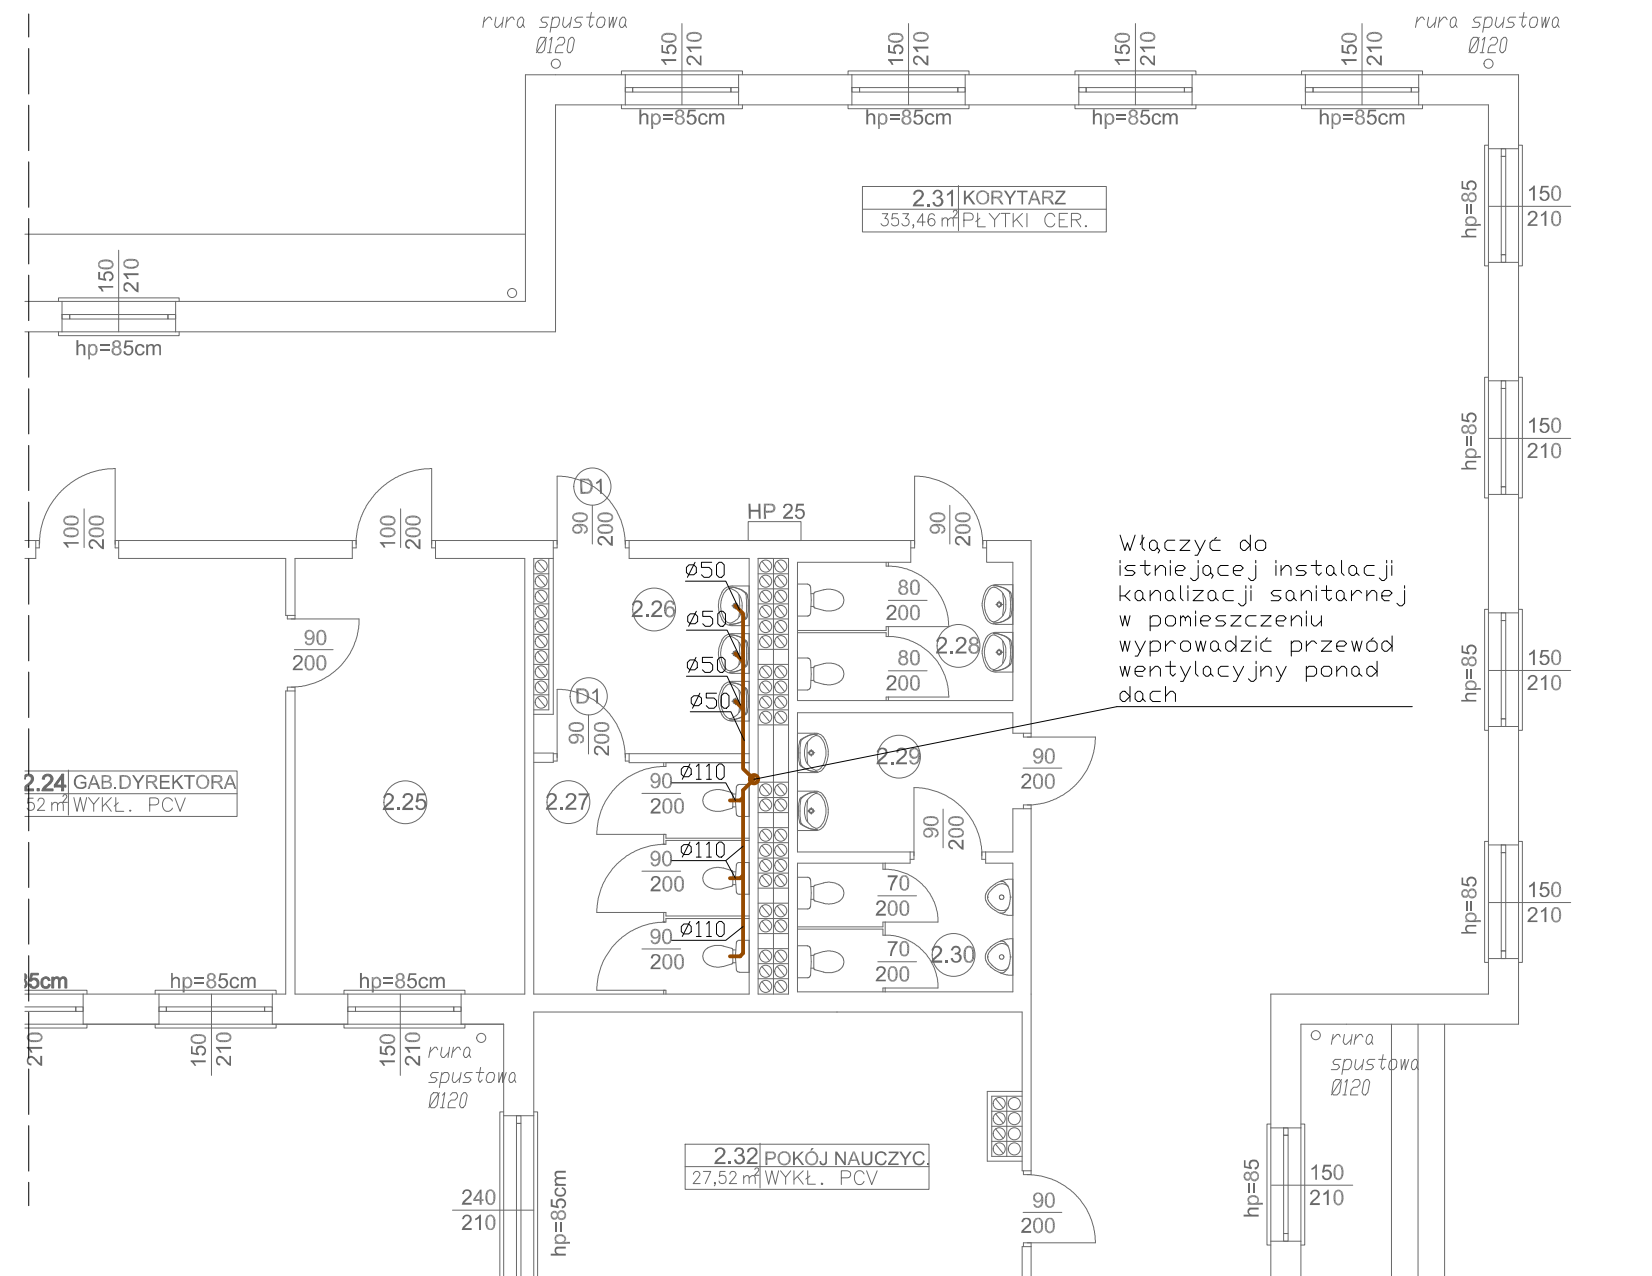 rura spustowa
Ø120
rura spustowa
Ø120
150
210
150
210
150
210
150
210
hp=85cm
hp=85cm
hp=85cm
hp=85cm
2.31 KORYTARZ
353,46 m² PŁYTKI CER.
hp=85
150
210
150
210
hp=85cm
hp=85
150
210
100
200
100
200
D1
90
200
HP 25
90
200
Włączyć do
istniejącej instalacji
kanalizacji sanitarnej
w pomieszczeniu
wyprowadzić przewód
wentylacyjny ponad
dach
ø50
2.26
ø50
80
200
2.28
90
200
ø50
80
200
hp=85
150
210
D1
ø50
90
200
2.29
90
200
2.24 GAB.DYREKTORA
52 m² WYKŁ. PCV
2.25
2.27
90
200
ø110
90
200
90
200
ø110
70
200
hp=85
150
210
90
200
ø110
70
200
2.30
85cm
hp=85cm
hp=85cm
210
150
210
150
210
rura
spustowa
Ø120
rura
spustowa
Ø120
2.32 POKÓJ NAUCZYC.
27,52 m² WYKŁ. PCV
240
210
hp=85cm
90
200
hp=85
150
210